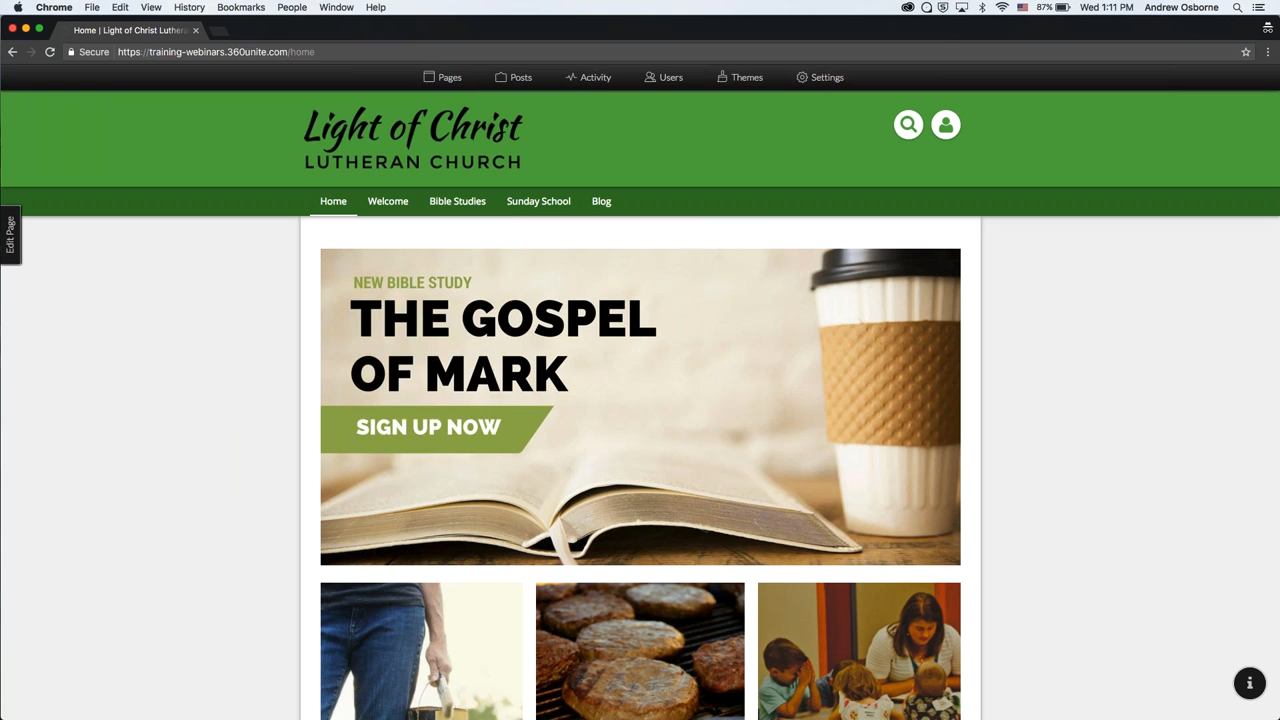 Chrome File Edit View History Bookmarks People Window Help 87% Wed 1:11 PM Andrew Osborne
Home | Light of Christ Luthera
Secure https://training-webinars.360unite.com/home
Pages Posts Activity Users Themes Settings
Light of Christ
LUTHERAN CHURCH
Home Welcome Bible Studies Sunday School Blog
Edit Page
NEW BIBLE STUDY
THE GOSPEL
OF MARK
SIGN UP NOW
i